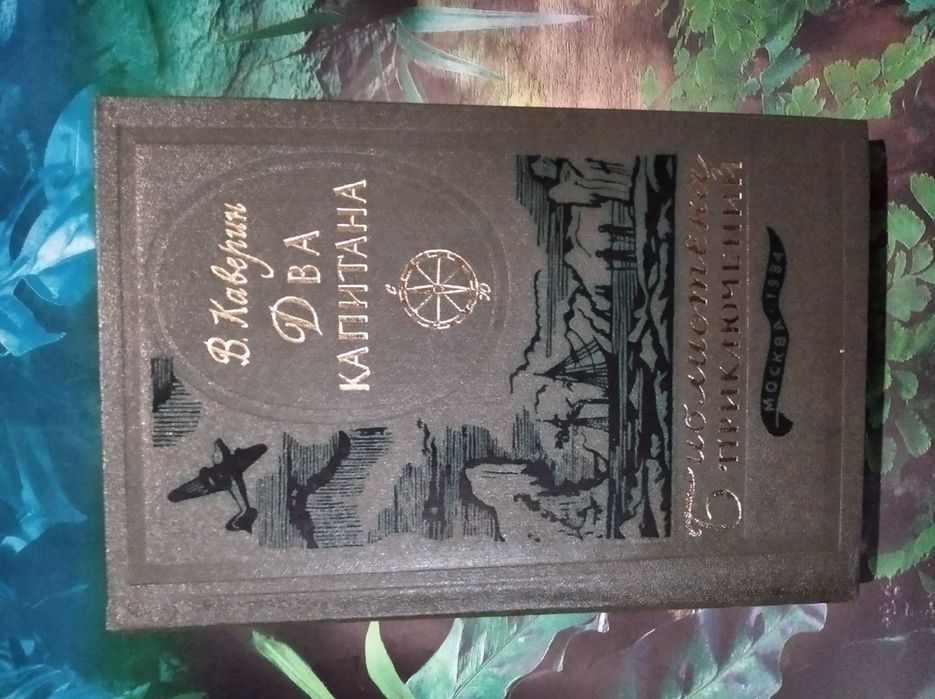 В. Каверин
Два
КАПИТАНА
С
Ю
Библиотека
ПРИКЛЮЧЕНИЙ
МОСКВА·1984